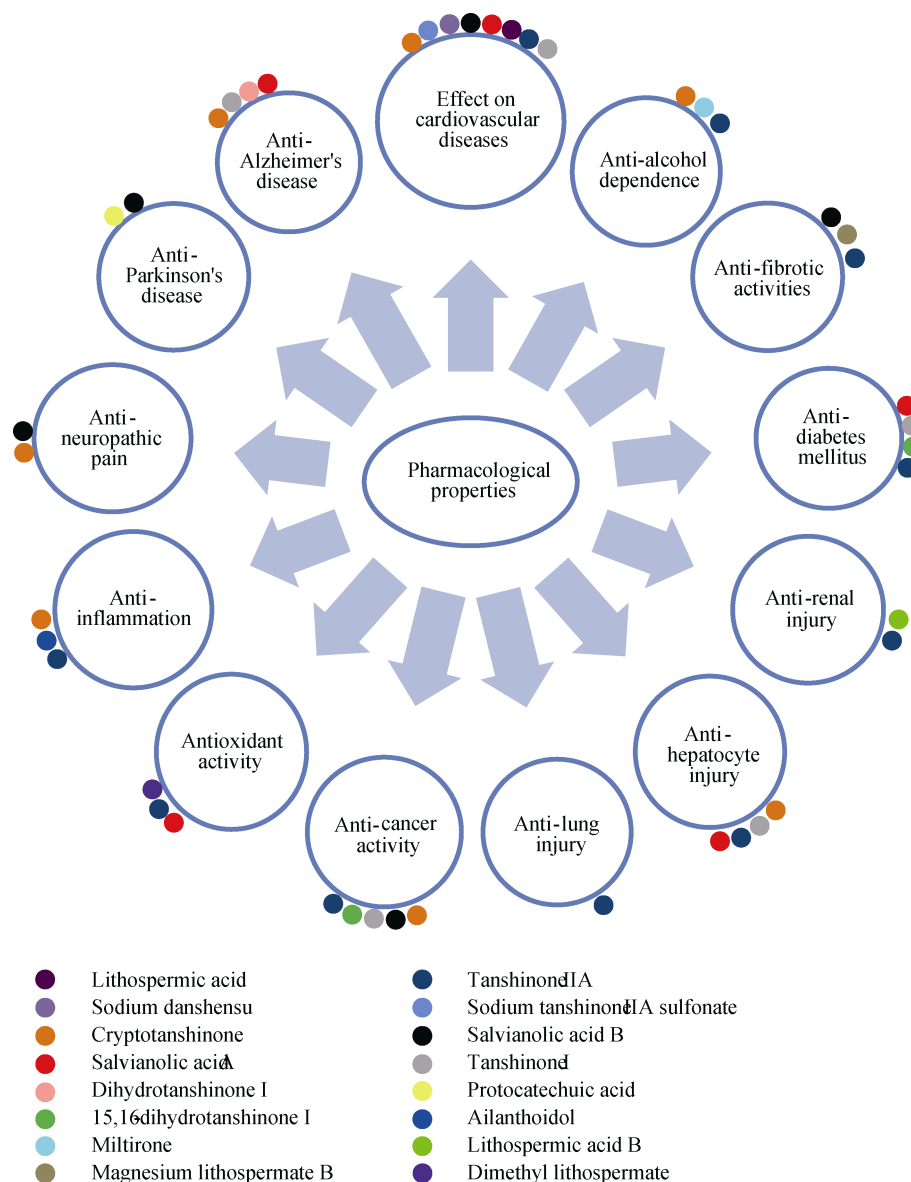 Effect on
cardiovascular
diseases
Anti-alcohol
dependence
Anti-fibrotic
activities
Anti-
diabetes
mellitus
Anti-renal
injury
Anti-
hepatocyte
injury
Anti-lung
injury
Anti-cancer
activity
Antioxidant
activity
Anti-
inflammation
Anti-
neuropathic
pain
Anti-
Parkinson's
disease
Anti-
Alzheimer's
disease
Pharmacological
properties
Lithospermic acid
Sodium danshensu
Cryptotanshinone
Salvianolic acid A
Dihydrotanshinone I
15,16-dihydrotanshinone I
Miltirone
Magnesium lithospermate B
Tanshinone IIA
Sodium tanshinone IIA sulfonate
Salvianolic acid B
Tanshinone I
Protocatechuic acid
Ailanthoidol
Lithospermic acid B
Dimethyl lithospermate